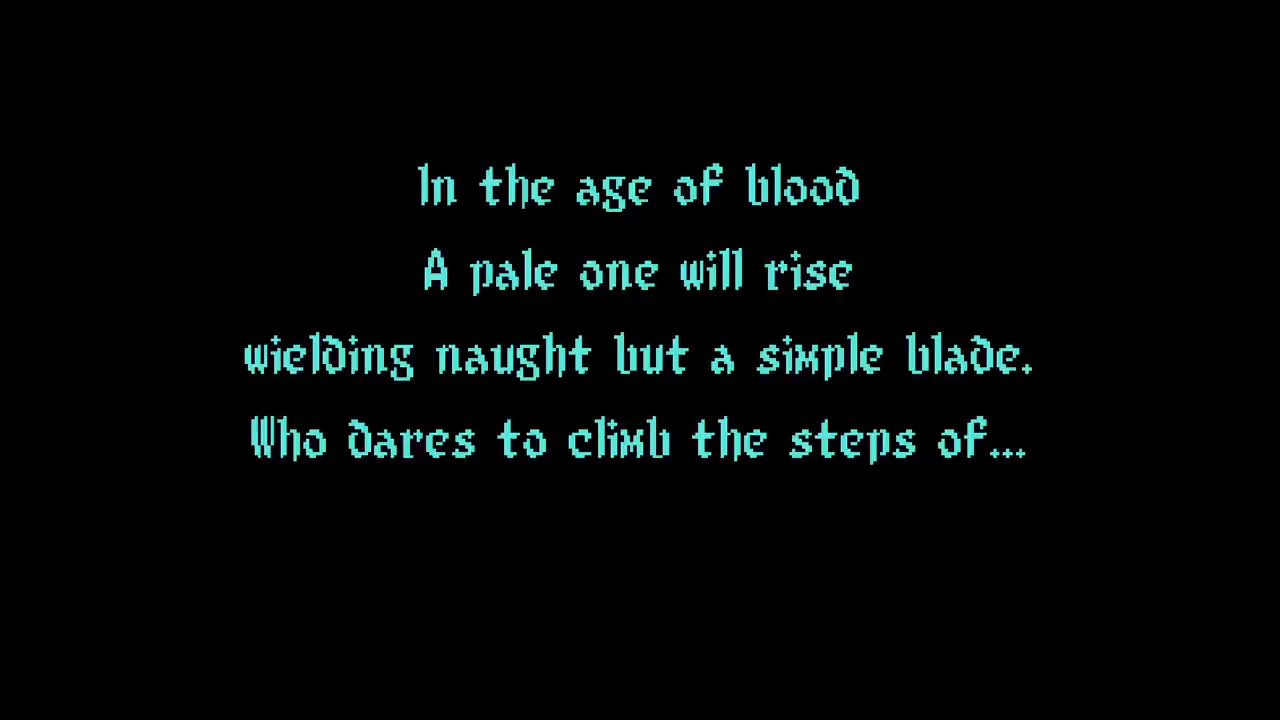 In the age of blood
A pale one will rise
wielding naught but a simple blade.
Who dares to climb the steps of...